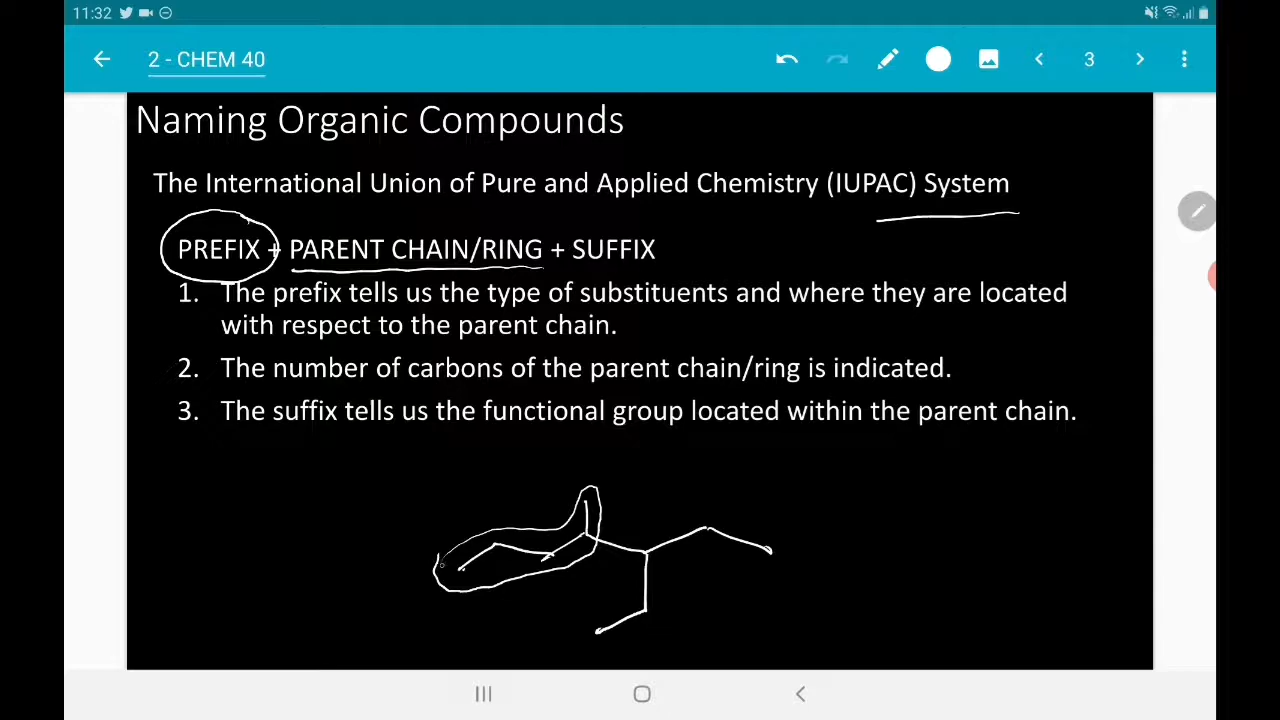 11:32
2 - CHEM 40
3
Naming Organic Compounds
The International Union of Pure and Applied Chemistry (IUPAC) System
PREFIX + PARENT CHAIN/RING + SUFFIX
1. The prefix tells us the type of substituents and where they are located
with respect to the parent chain.
2. The number of carbons of the parent chain/ring is indicated.
3. The suffix tells us the functional group located within the parent chain.